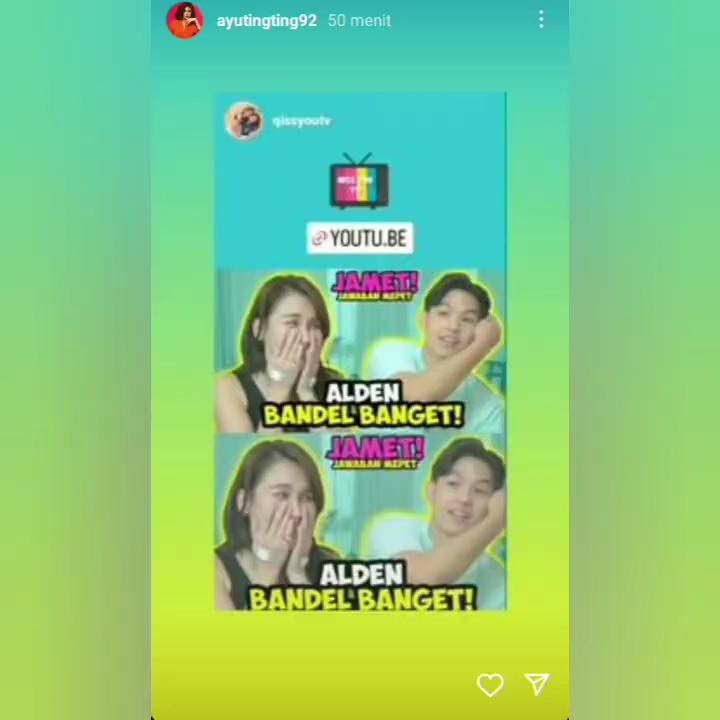 ayutingting92 50 menit
qissyoutv
YOUTU.BE
JAMET!
JAWABAN MEPET
ALDEN
BANDEL BANGET!
JAMET!
JAWABAN MEPET
ALDEN
BANDEL BANGET!